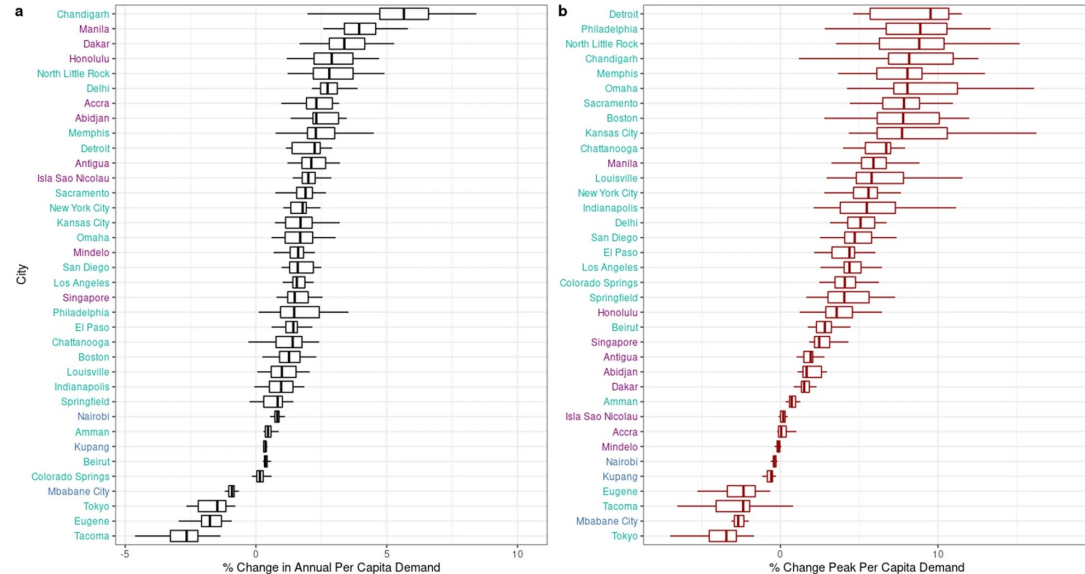 a
Chandigarh
Manila
Dakar
Honolulu
North Little Rock
Delhi
Accra
Abidjan
Memphis
Detroit
Antigua
Isla Sao Nicolau
Sacramento
New York City
Kansas City
Omaha
Mindelo
San Diego
Los Angeles
Singapore
Philadelphia
El Paso
Chattanooga
Boston
Louisville
Indianapolis
Springfield
Nairobi
Amman
Kupang
Beirut
Colorado Springs
Mbabane City
Tokyo
Eugene
Tacoma
City
-5 0 5 10
% Change in Annual Per Capita Demand
b
Detroit
Philadelphia
North Little Rock
Chandigarh
Memphis
Omaha
Sacramento
Boston
Kansas City
Chattanooga
Manila
Louisville
New York City
Indianapolis
Delhi
San Diego
El Paso
Los Angeles
Colorado Springs
Springfield
Honolulu
Beirut
Singapore
Antigua
Abidjan
Dakar
Amman
Isla Sao Nicolau
Accra
Mindelo
Nairobi
Kupang
Eugene
Tacoma
Mbabane City
Tokyo
0 10
% Change Peak Per Capita Demand